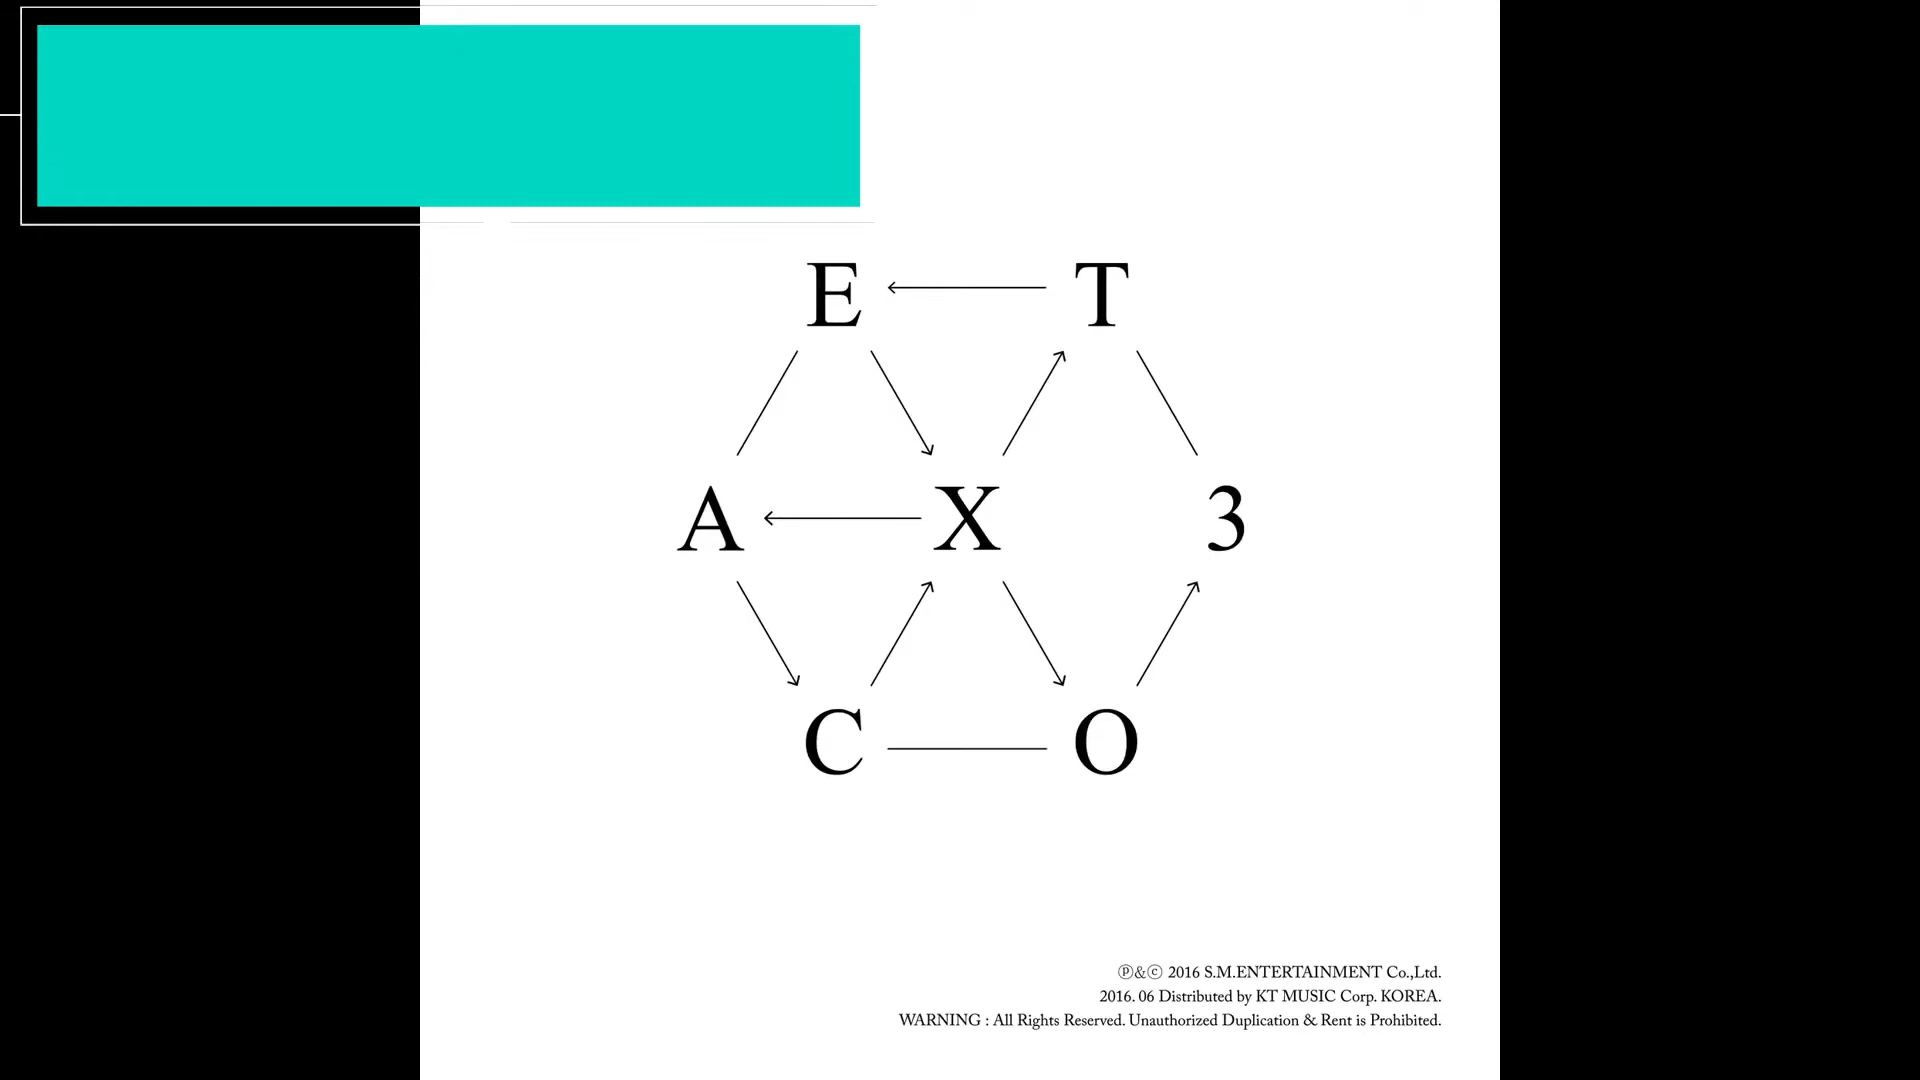 E T
A X 3
C O
Ⓟ&ⓒ 2016 S.M.ENTERTAINMENT Co.,Ltd.
2016. 06 Distributed by KT MUSIC Corp. KOREA.
WARNING : All Rights Reserved. Unauthorized Duplication & Rent is Prohibited.